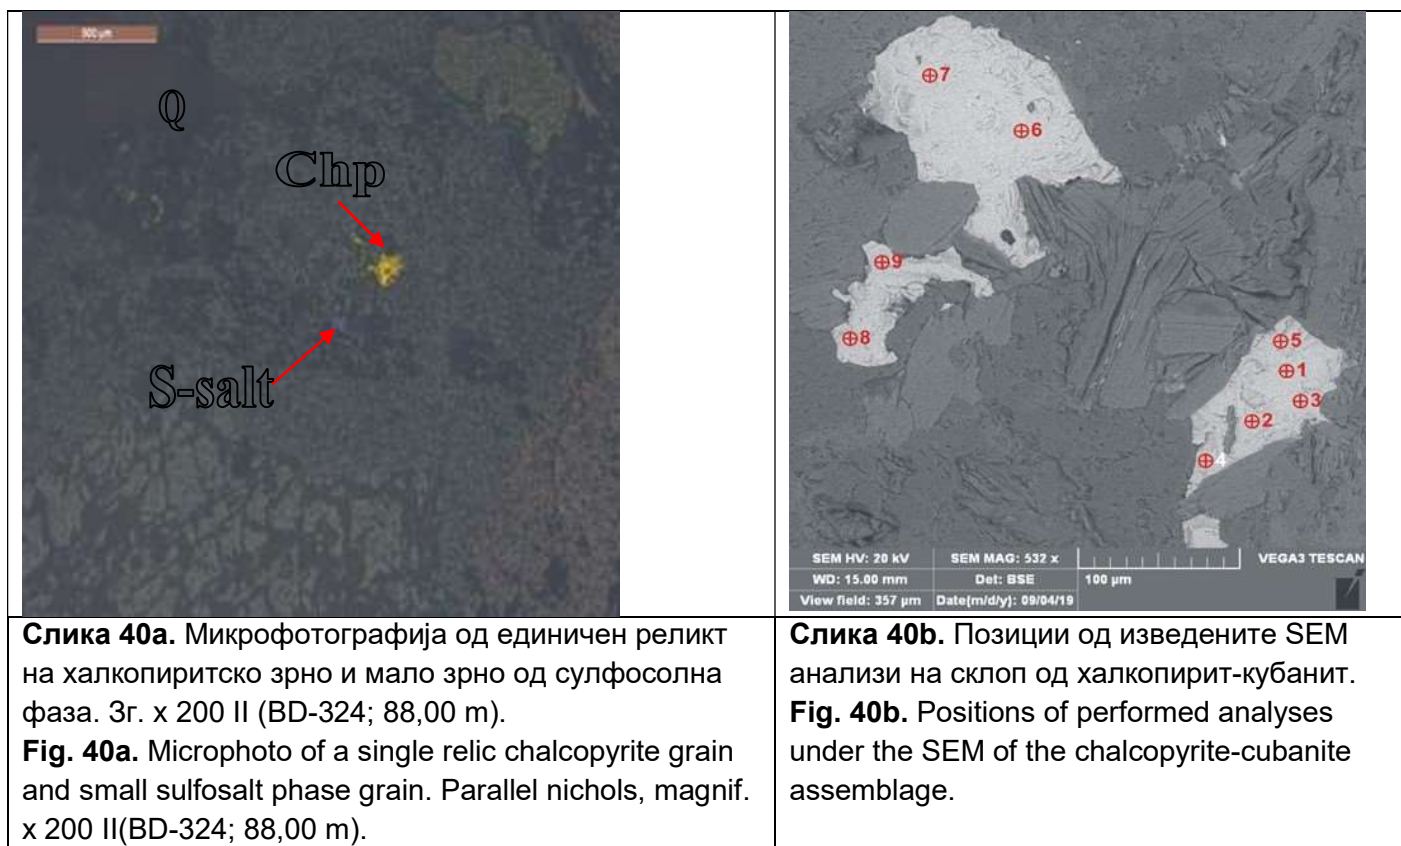 Q
Chp
S-salt
7
6
9
8
5
1
3
2
4
SEM HV: 20 kV SEM MAG: 532 x VEGA3 TESCAN
WD: 15.00 mm Det: BSE 100 µm
View field: 357 µm Date(m/d/y): 09/04/19
Слика 40a. Микрофотографија од единичен реликт
на халкопиритско зрно и мало зрно од сулфосолна
фаза. Зг. x 200 II (BD-324; 88,00 m).
Fig. 40a. Microphoto of a single relic chalcopyrite grain
and small sulfosalt phase grain. Parallel nichols, magnif.
x 200 II(BD-324; 88,00 m).
Слика 40b. Позиции од изведените SEM
анализи на склоп од халкопирит-кубанит.
Fig. 40b. Positions of performed analyses
under the SEM of the chalcopyrite-cubanite
assemblage.